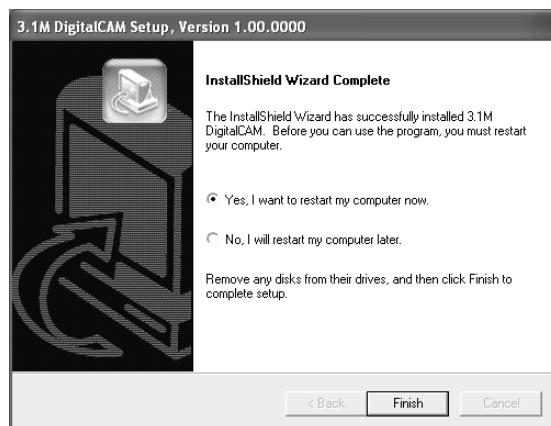 3.1M DigitalCAM Setup, Version 1.00.0000
InstallShield Wizard Complete
The InstallShield Wizard has successfully installed 3.1M
DigitalCAM. Before you can use the program, you must restart
your computer.
Yes, I want to restart my computer now.
No, I will restart my computer later.
Remove any disks from their drives, and then click Finish to
complete setup.
< Back Finish Cancel